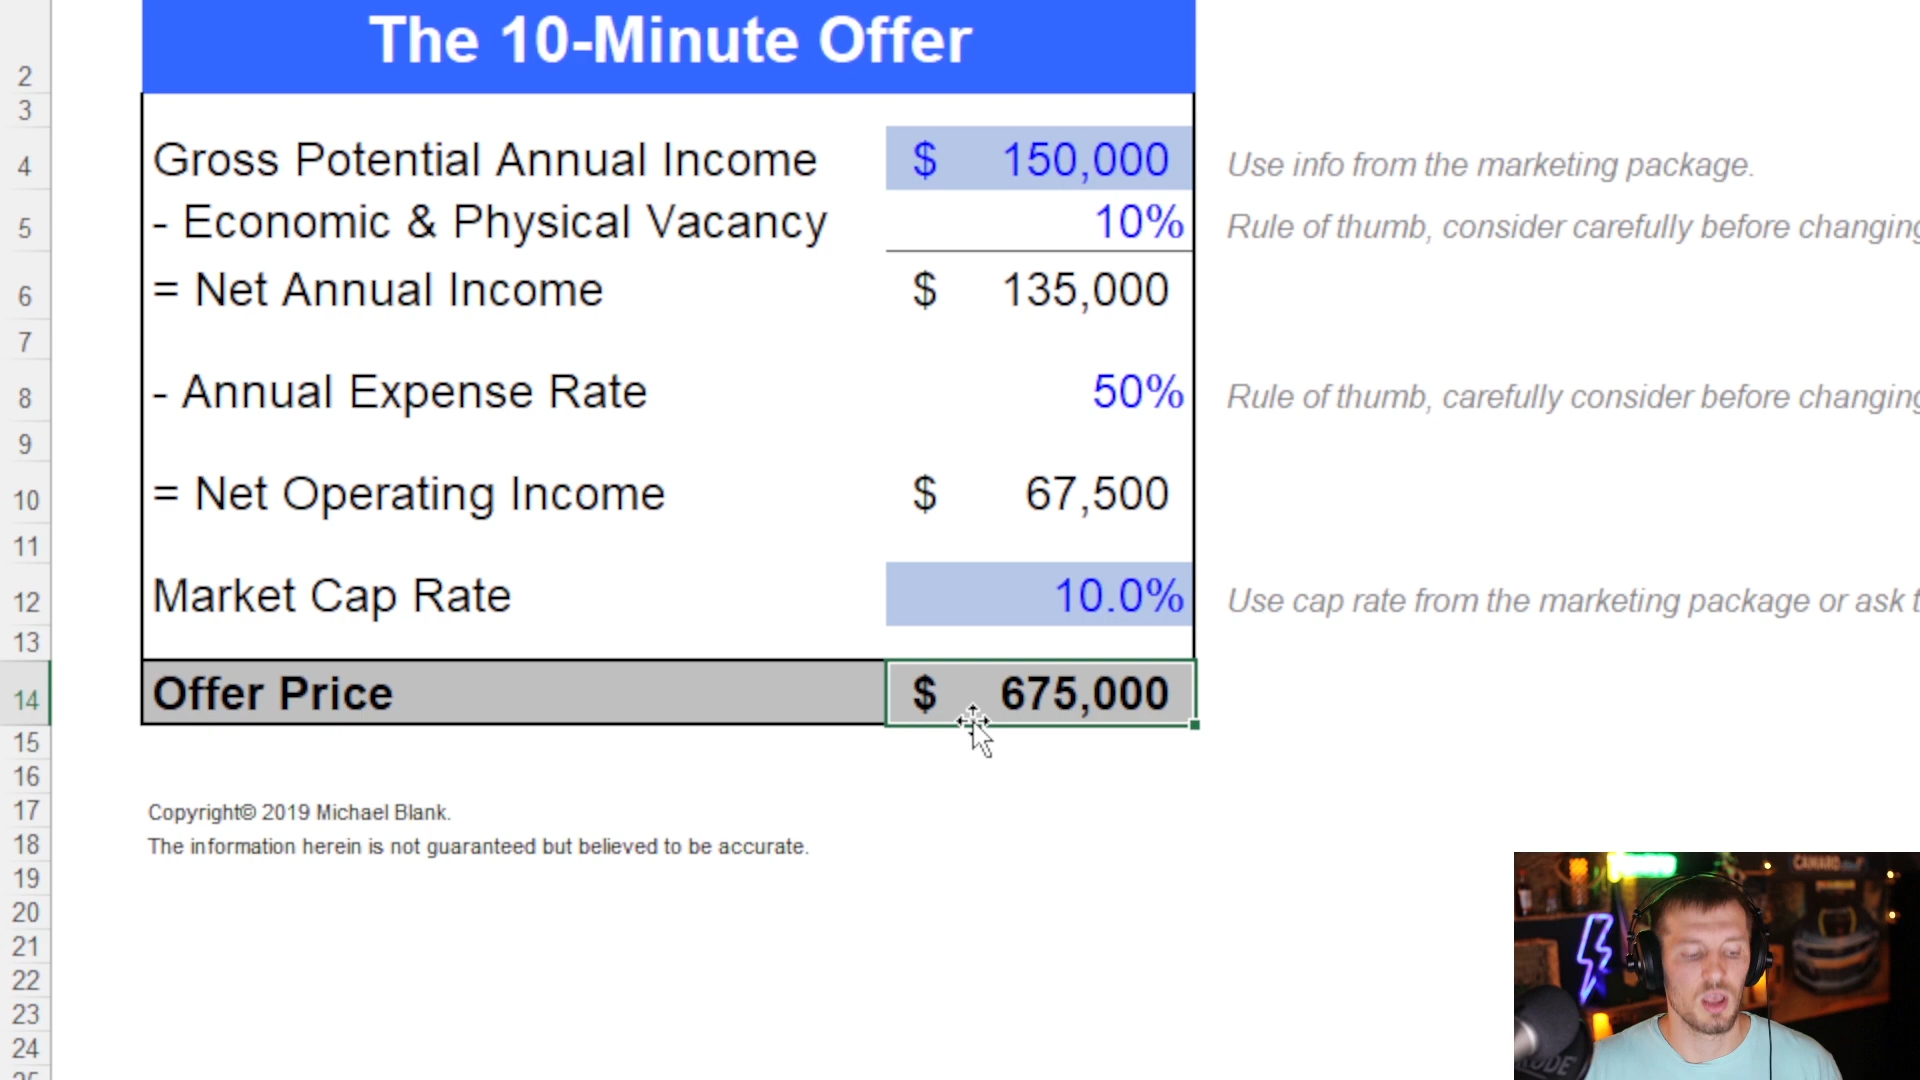 The 10-Minute Offer
2
3
4 Gross Potential Annual Income $ 150,000 Use info from the marketing package.
5 - Economic & Physical Vacancy 10% Rule of thumb, consider carefully before changing
6 = Net Annual Income $ 135,000
7
8 - Annual Expense Rate 50% Rule of thumb, carefully consider before changing
9
10 = Net Operating Income $ 67,500
11
12 Market Cap Rate 10.0% Use cap rate from the marketing package or ask
13
14 Offer Price $ 675,000
15
16
17 Copyright© 2019 Michael Blank.
18 The information herein is not guaranteed but believed to be accurate.
19
20
21
22
23
24
CAMARO
RODE